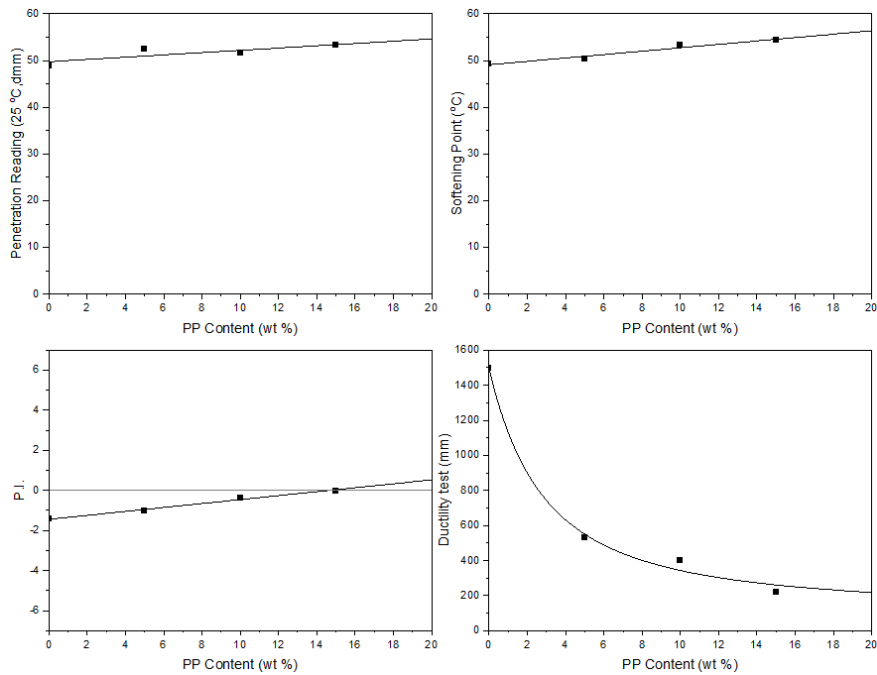 60
50
40
30
20
10
0
Penetration Reading (25 °C,dmm)
0 2 4 6 8 10 12 14 16 18 20
PP Content (wt %)
60
50
40
30
20
10
0
Softening Point (°C)
0 2 4 6 8 10 12 14 16 18 20
PP Content (wt %)
6
4
2
0
-2
-4
-6
P.I.
0 2 4 6 8 10 12 14 16 18 20
PP Content (wt %)
1600
1400
1200
1000
800
600
400
200
0
Ductility test (mm)
0 2 4 6 8 10 12 14 16 18 20
PP Content (wt %)